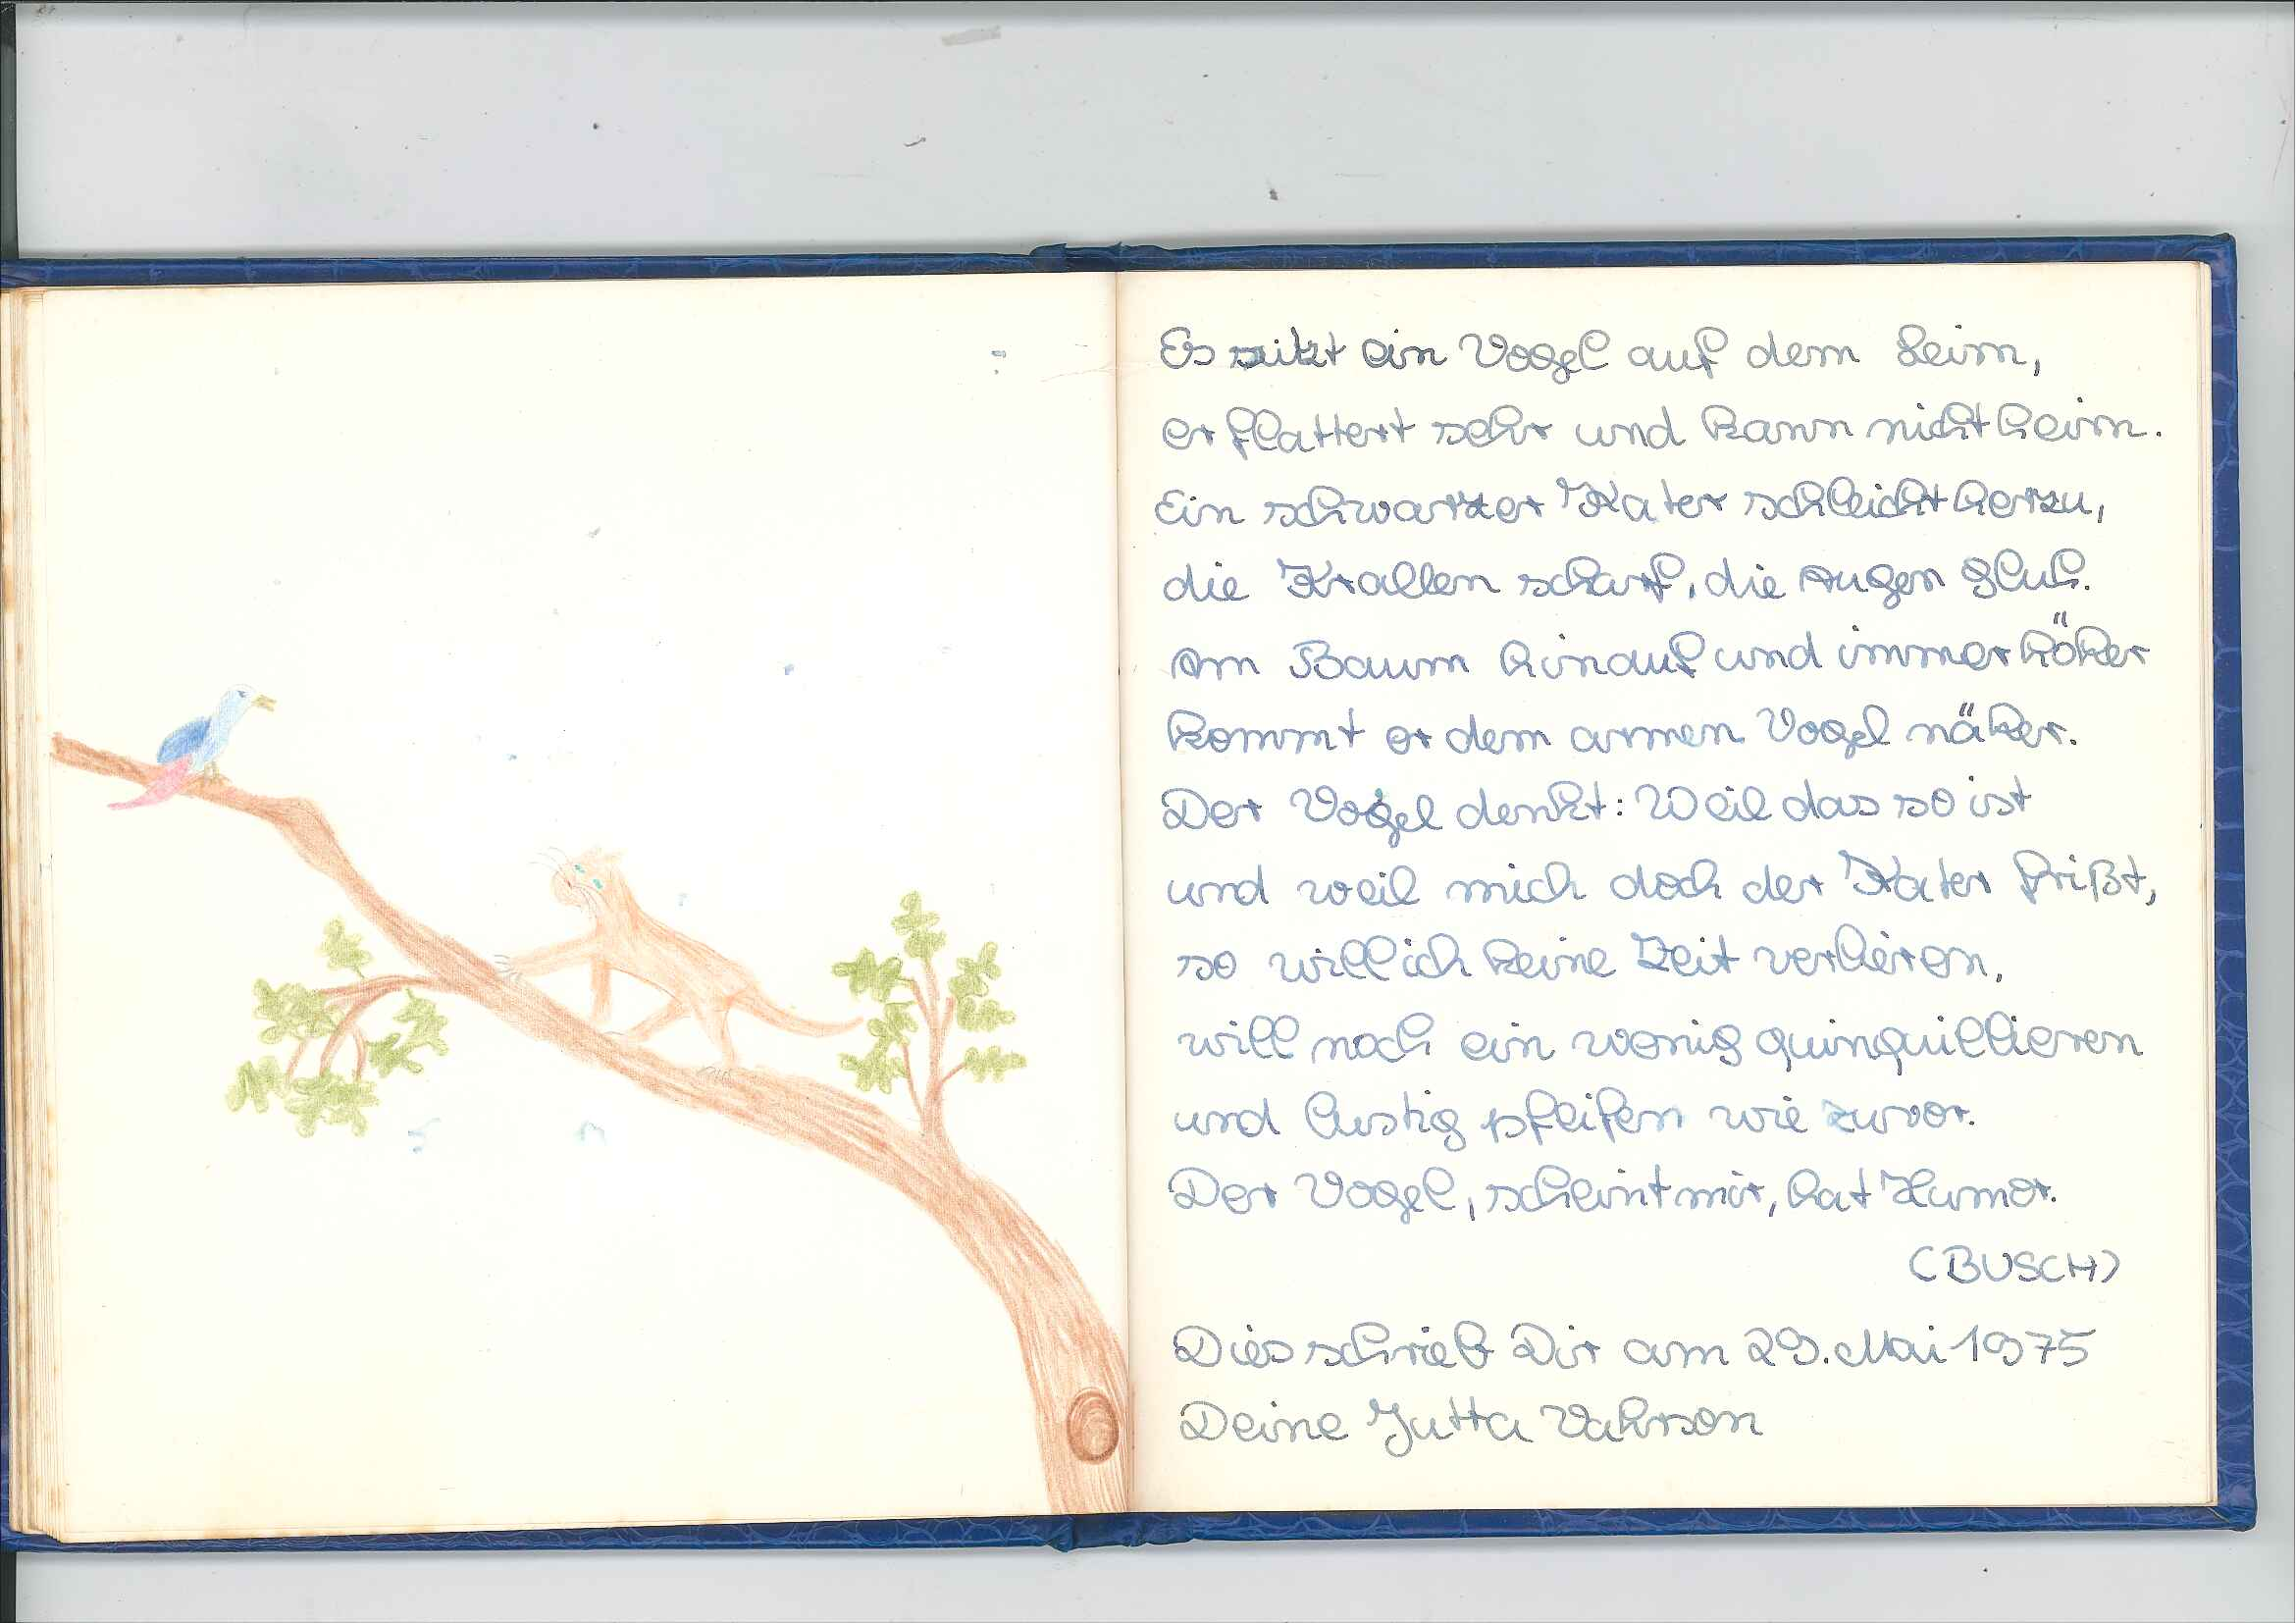 Es sitzt ein Vogel auf dem Leim,
er flattert sehr und kann nicht heim.
Ein schwarzer Kater schleicht herzu,
die Krallen scharf, die Augen gluh.
Am Baum hinauf und immer höher
kommt er dem armen Vogel näher.
Der Vogel denkt: Weil das so ist
und weil mich doch der Kater frißt,
so will ich keine Zeit verlieren,
will noch ein wenig quinquillieren
und lustig pfeifen wie zuvor.
Der Vogel, scheint mir, hat Humor.
(BUSCH)
Dies schrieb Dir am 29. Mai 1975
Deine Jutta Vahrson